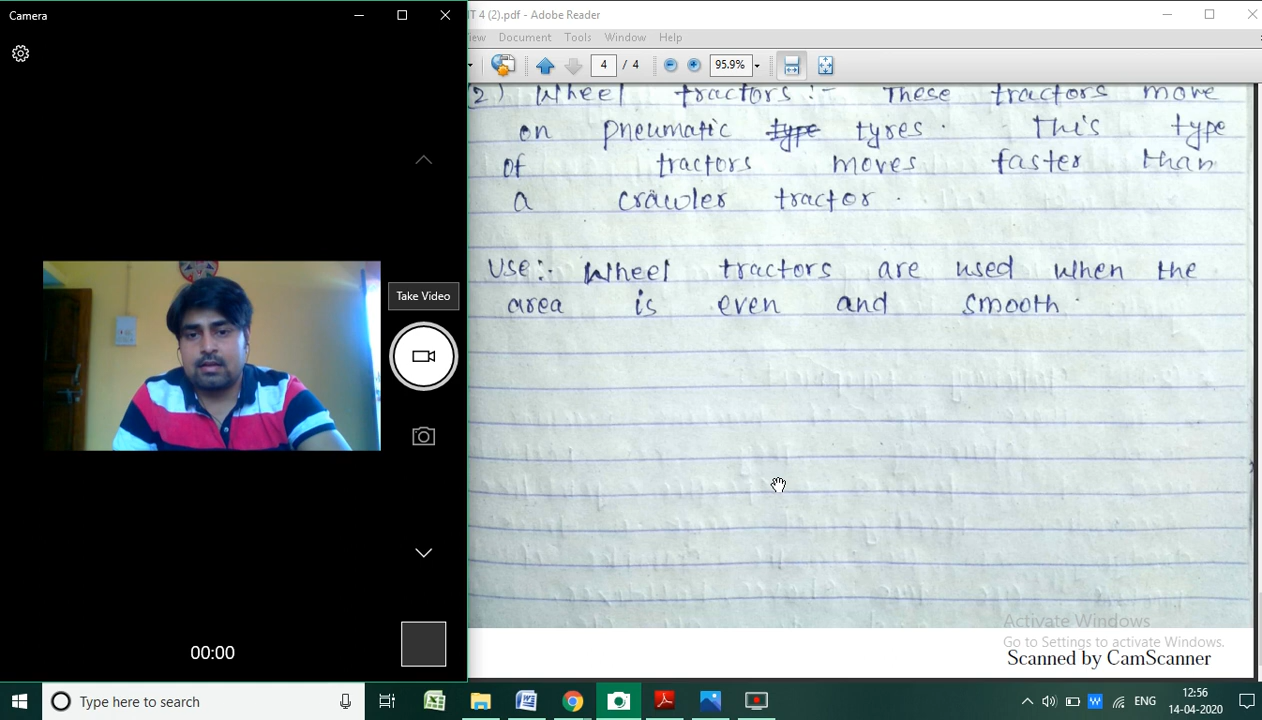 Camera
T 4 (2).pdf - Adobe Reader
iew Document Tools Window Help
4 / 4 95.9%
(2) Wheel tractors :- These tractors move
on pneumatic type tyres. This type
of tractors moves faster than
a crawler tractor.
Use:- Wheel tractors are used when the
area is even and smooth.
Take Video
00:00
Activate Windows
Go to Settings to activate Windows.
Scanned by CamScanner
Type here to search
ENG
12:56
14-04-2020